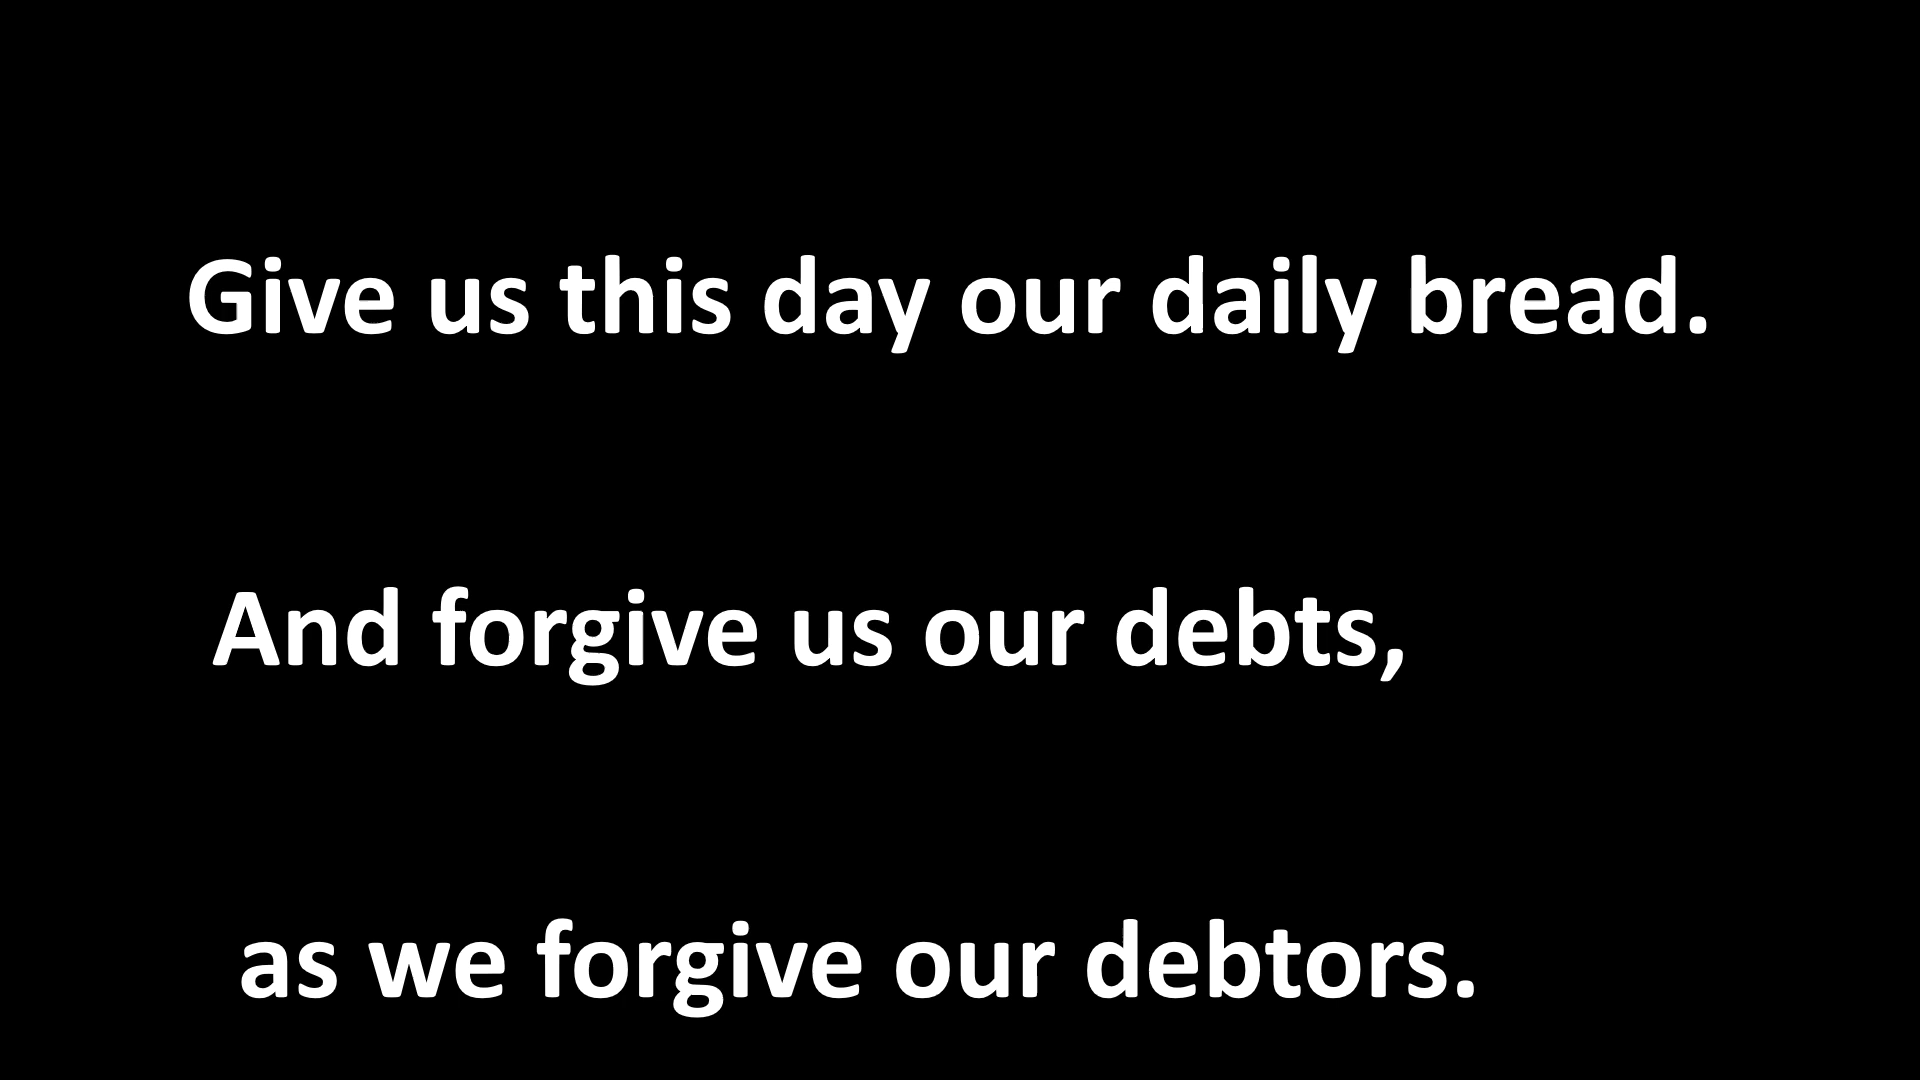 Give us this day our daily bread.
And forgive us our debts,
as we forgive our debtors.